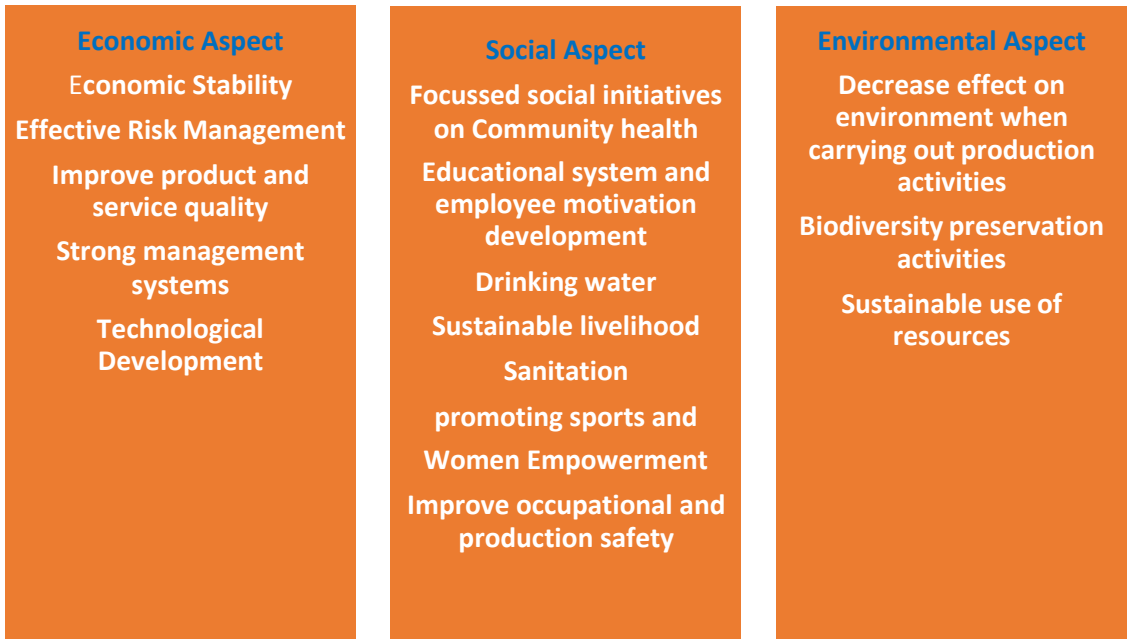 Economic Aspect
Economic Stability
Effective Risk Management
Improve product and
service quality
Strong management
systems
Technological
Development
Social Aspect
Focussed social initiatives
on Community health
Educational system and
employee motivation
development
Drinking water
Sustainable livelihood
Sanitation
promoting sports and
Women Empowerment
Improve occupational and
production safety
Environmental Aspect
Decrease effect on
environment when
carrying out production
activities
Biodiversity preservation
activities
Sustainable use of
resources